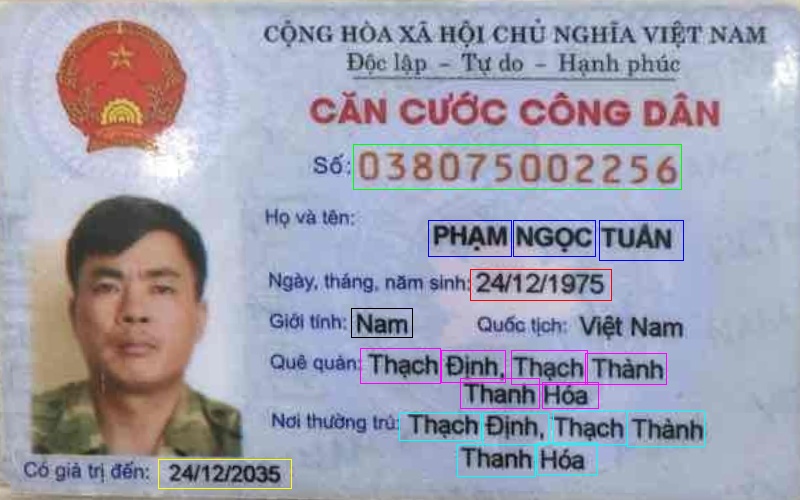 CỘNG HÒA XÃ HỘI CHỦ NGHĨA VIỆT NAM
Độc lập - Tự do - Hạnh phúc
CĂN CƯỚC CÔNG DÂN
Số: 038075002256
Họ và tên:
PHẠM NGỌC TUẤN
Ngày, tháng, năm sinh: 24/12/1975
Giới tính: Nam Quốc tịch: Việt Nam
Quê quán: Thạch Định, Thạch Thành
Thanh Hóa
Nơi thường trú: Thạch Định, Thạch Thành
Thanh Hóa
Có giá trị đến: 24/12/2035